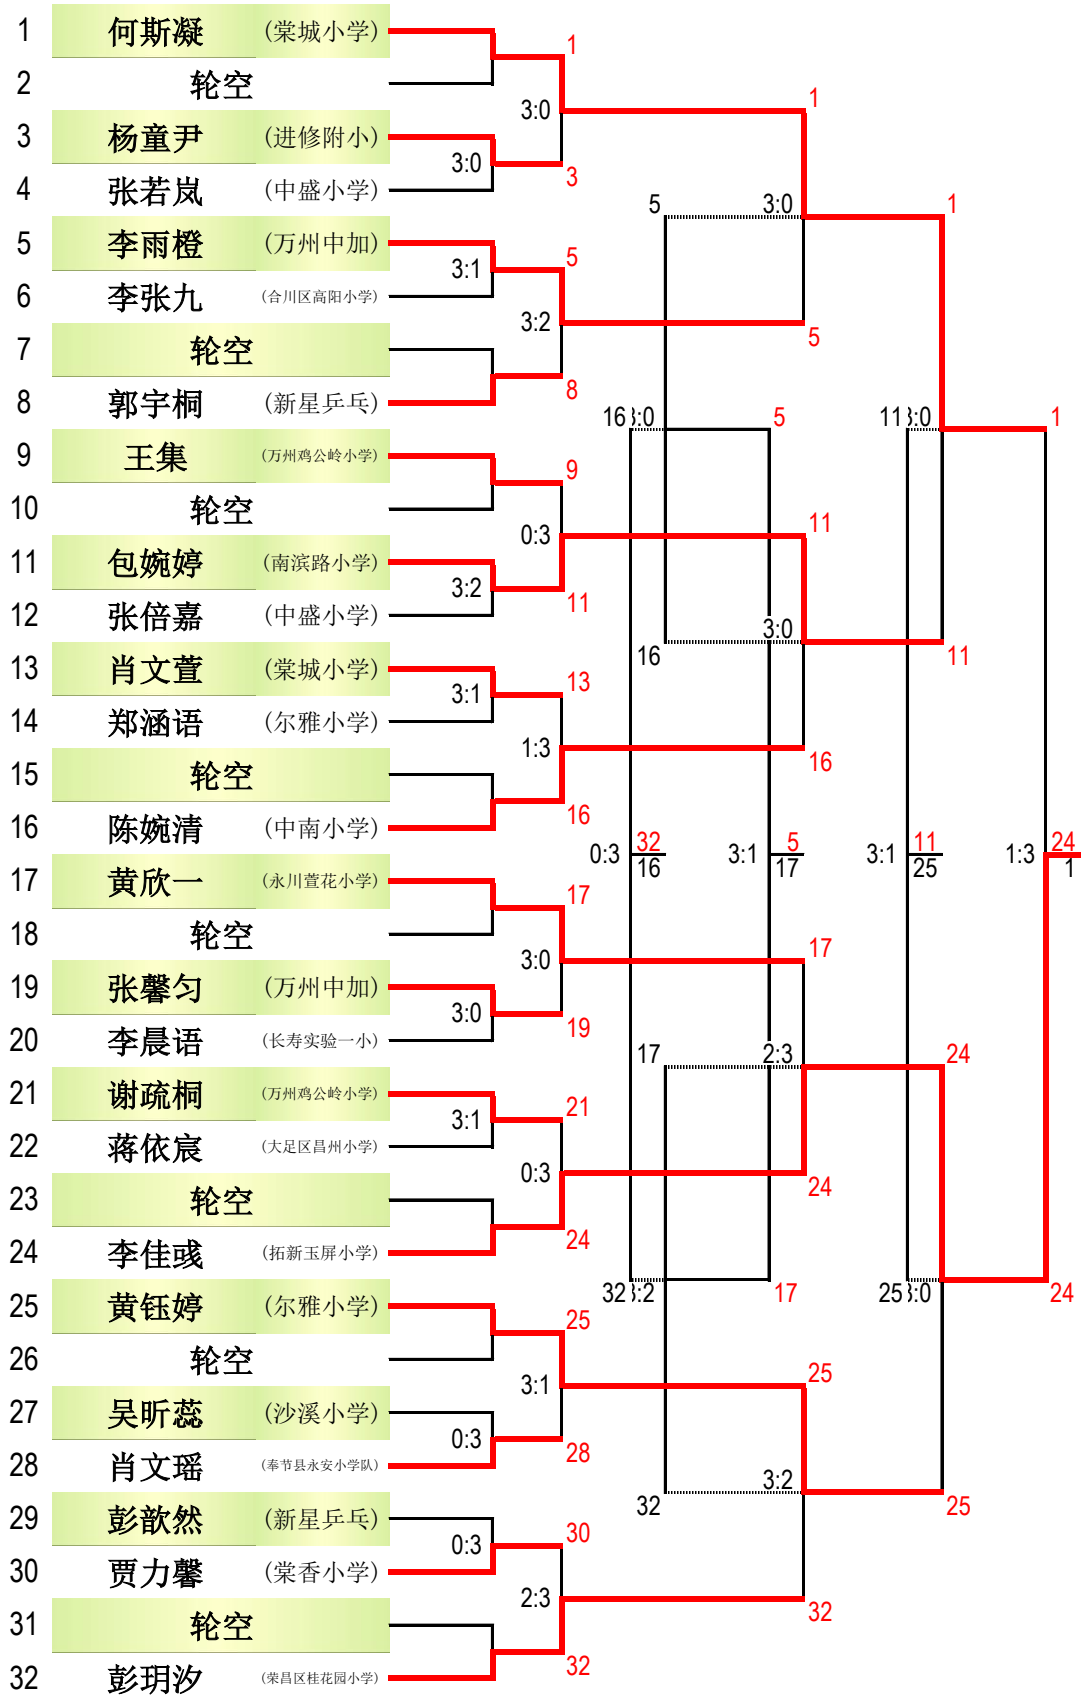 1 何斯凝 (棠城小学)
1
2 轮空
3:0
1
3 杨童尹 (进修附小)
3:0
3
4 张若岚 (中盛小学)
5 3:0 1
5 李雨橙 (万州中加)
5
3:1
6 李张九 (合川区高阳小学)
3:2
5
7 轮空
8
8 郭宇桐 (新星乒乓)
16 3:0 5 11 3:0 1
9 王集 (万州鸡公岭小学)
9
10 轮空
0:3
11
11 包婉婷 (南滨路小学)
3:2
11
12 张倍嘉 (中盛小学)
3:0
16 11
13 肖文萱 (棠城小学)
13
3:1
14 郑涵语 (尔雅小学)
1:3
16
15 轮空
16
16 陈婉清 (中南小学)
0:3 32 3:1 5 3:1 11 1:3 24
16 17 25 1
17 黄欣一 (永川萱花小学)
17
18 轮空
3:0
17
19 张馨匀 (万州中加)
3:0
19
20 李晨语 (长寿实验一小)
17 2:3 24
21 谢疏桐 (万州鸡公岭小学)
21
3:1
22 蒋依宸 (大足区昌州小学)
0:3
24
23 轮空
24
24 李佳彧 (拓新玉屏小学)
32 3:2 17 25 3:0 24
25 黄钰婷 (尔雅小学)
25
26 轮空
3:1
25
27 吴昕蕊 (沙溪小学)
0:3
28
28 肖文瑶 (奉节县永安小学队)
3:2
32 25
29 彭歆然 (新星乒乓)
30
0:3
30 贾力馨 (棠香小学)
2:3
32
31 轮空
32
32 彭玥汐 (荣昌区桂花园小学)